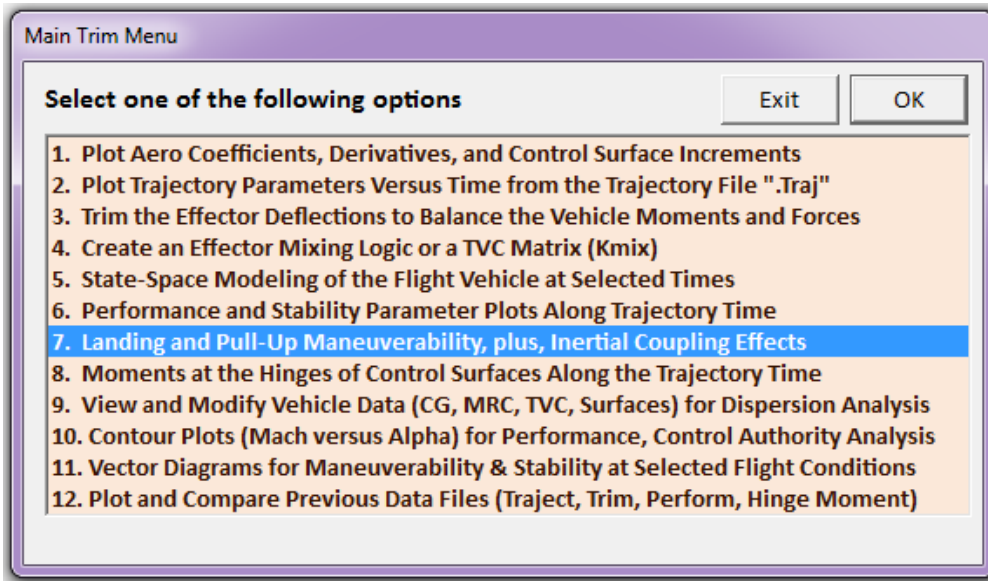 Main Trim Menu
Select one of the following options
Exit
OK
1. Plot Aero Coefficients, Derivatives, and Control Surface Increments
2. Plot Trajectory Parameters Versus Time from the Trajectory File ".Traj"
3. Trim the Effector Deflections to Balance the Vehicle Moments and Forces
4. Create an Effector Mixing Logic or a TVC Matrix (Kmix)
5. State-Space Modeling of the Flight Vehicle at Selected Times
6. Performance and Stability Parameter Plots Along Trajectory Time
7. Landing and Pull-Up Maneuverability, plus, Inertial Coupling Effects
8. Moments at the Hinges of Control Surfaces Along the Trajectory Time
9. View and Modify Vehicle Data (CG, MRC, TVC, Surfaces) for Dispersion Analysis
10. Contour Plots (Mach versus Alpha) for Performance, Control Authority Analysis
11. Vector Diagrams for Maneuverability & Stability at Selected Flight Conditions
12. Plot and Compare Previous Data Files (Traject, Trim, Perform, Hinge Moment)